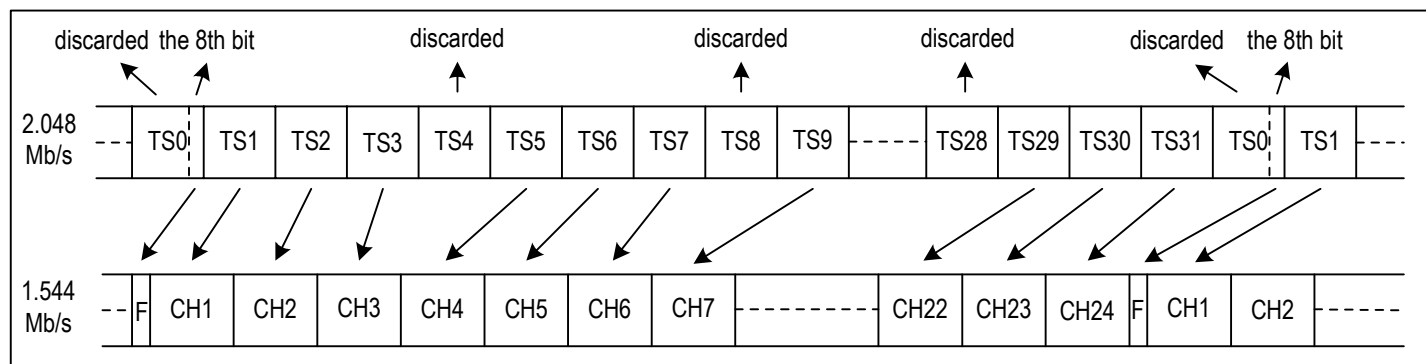 discarded the 8th bit discarded discarded discarded discarded the 8th bit
2.048 Mb/s TS0 TS1 TS2 TS3 TS4 TS5 TS6 TS7 TS8 TS9 TS28 TS29 TS30 TS31 TS0 TS1
1.544 Mb/s F CH1 CH2 CH3 CH4 CH5 CH6 CH7 CH22 CH23 CH24 F CH1 CH2